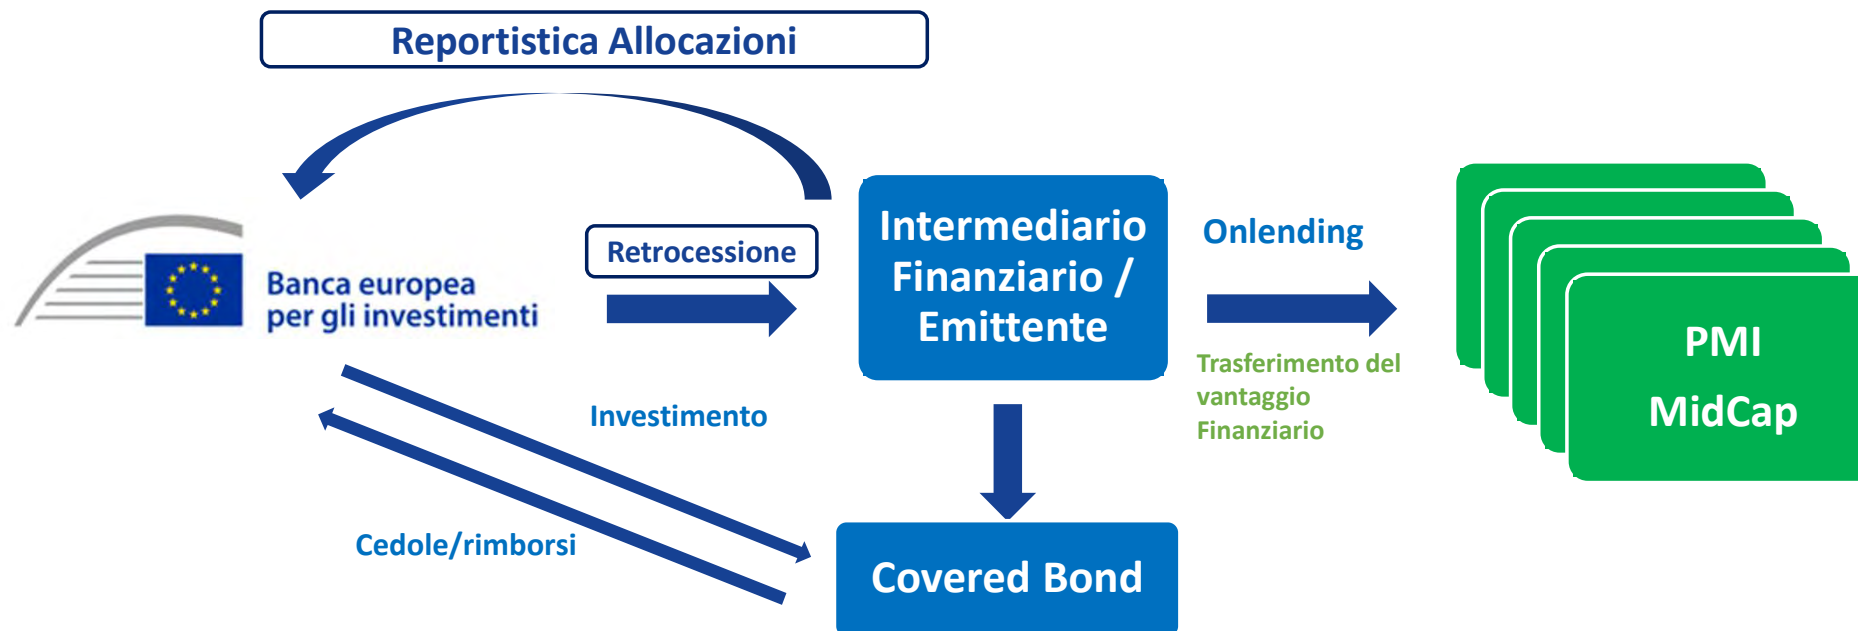 Reportistica Allocazioni
Banca europea
per gli investimenti
Retrocessione
Intermediario
Finanziario /
Emittente
Onlending
Trasferimento del
vantaggio
Finanziario
PMI
MidCap
Investimento
Cedole/rimborsi
Covered Bond